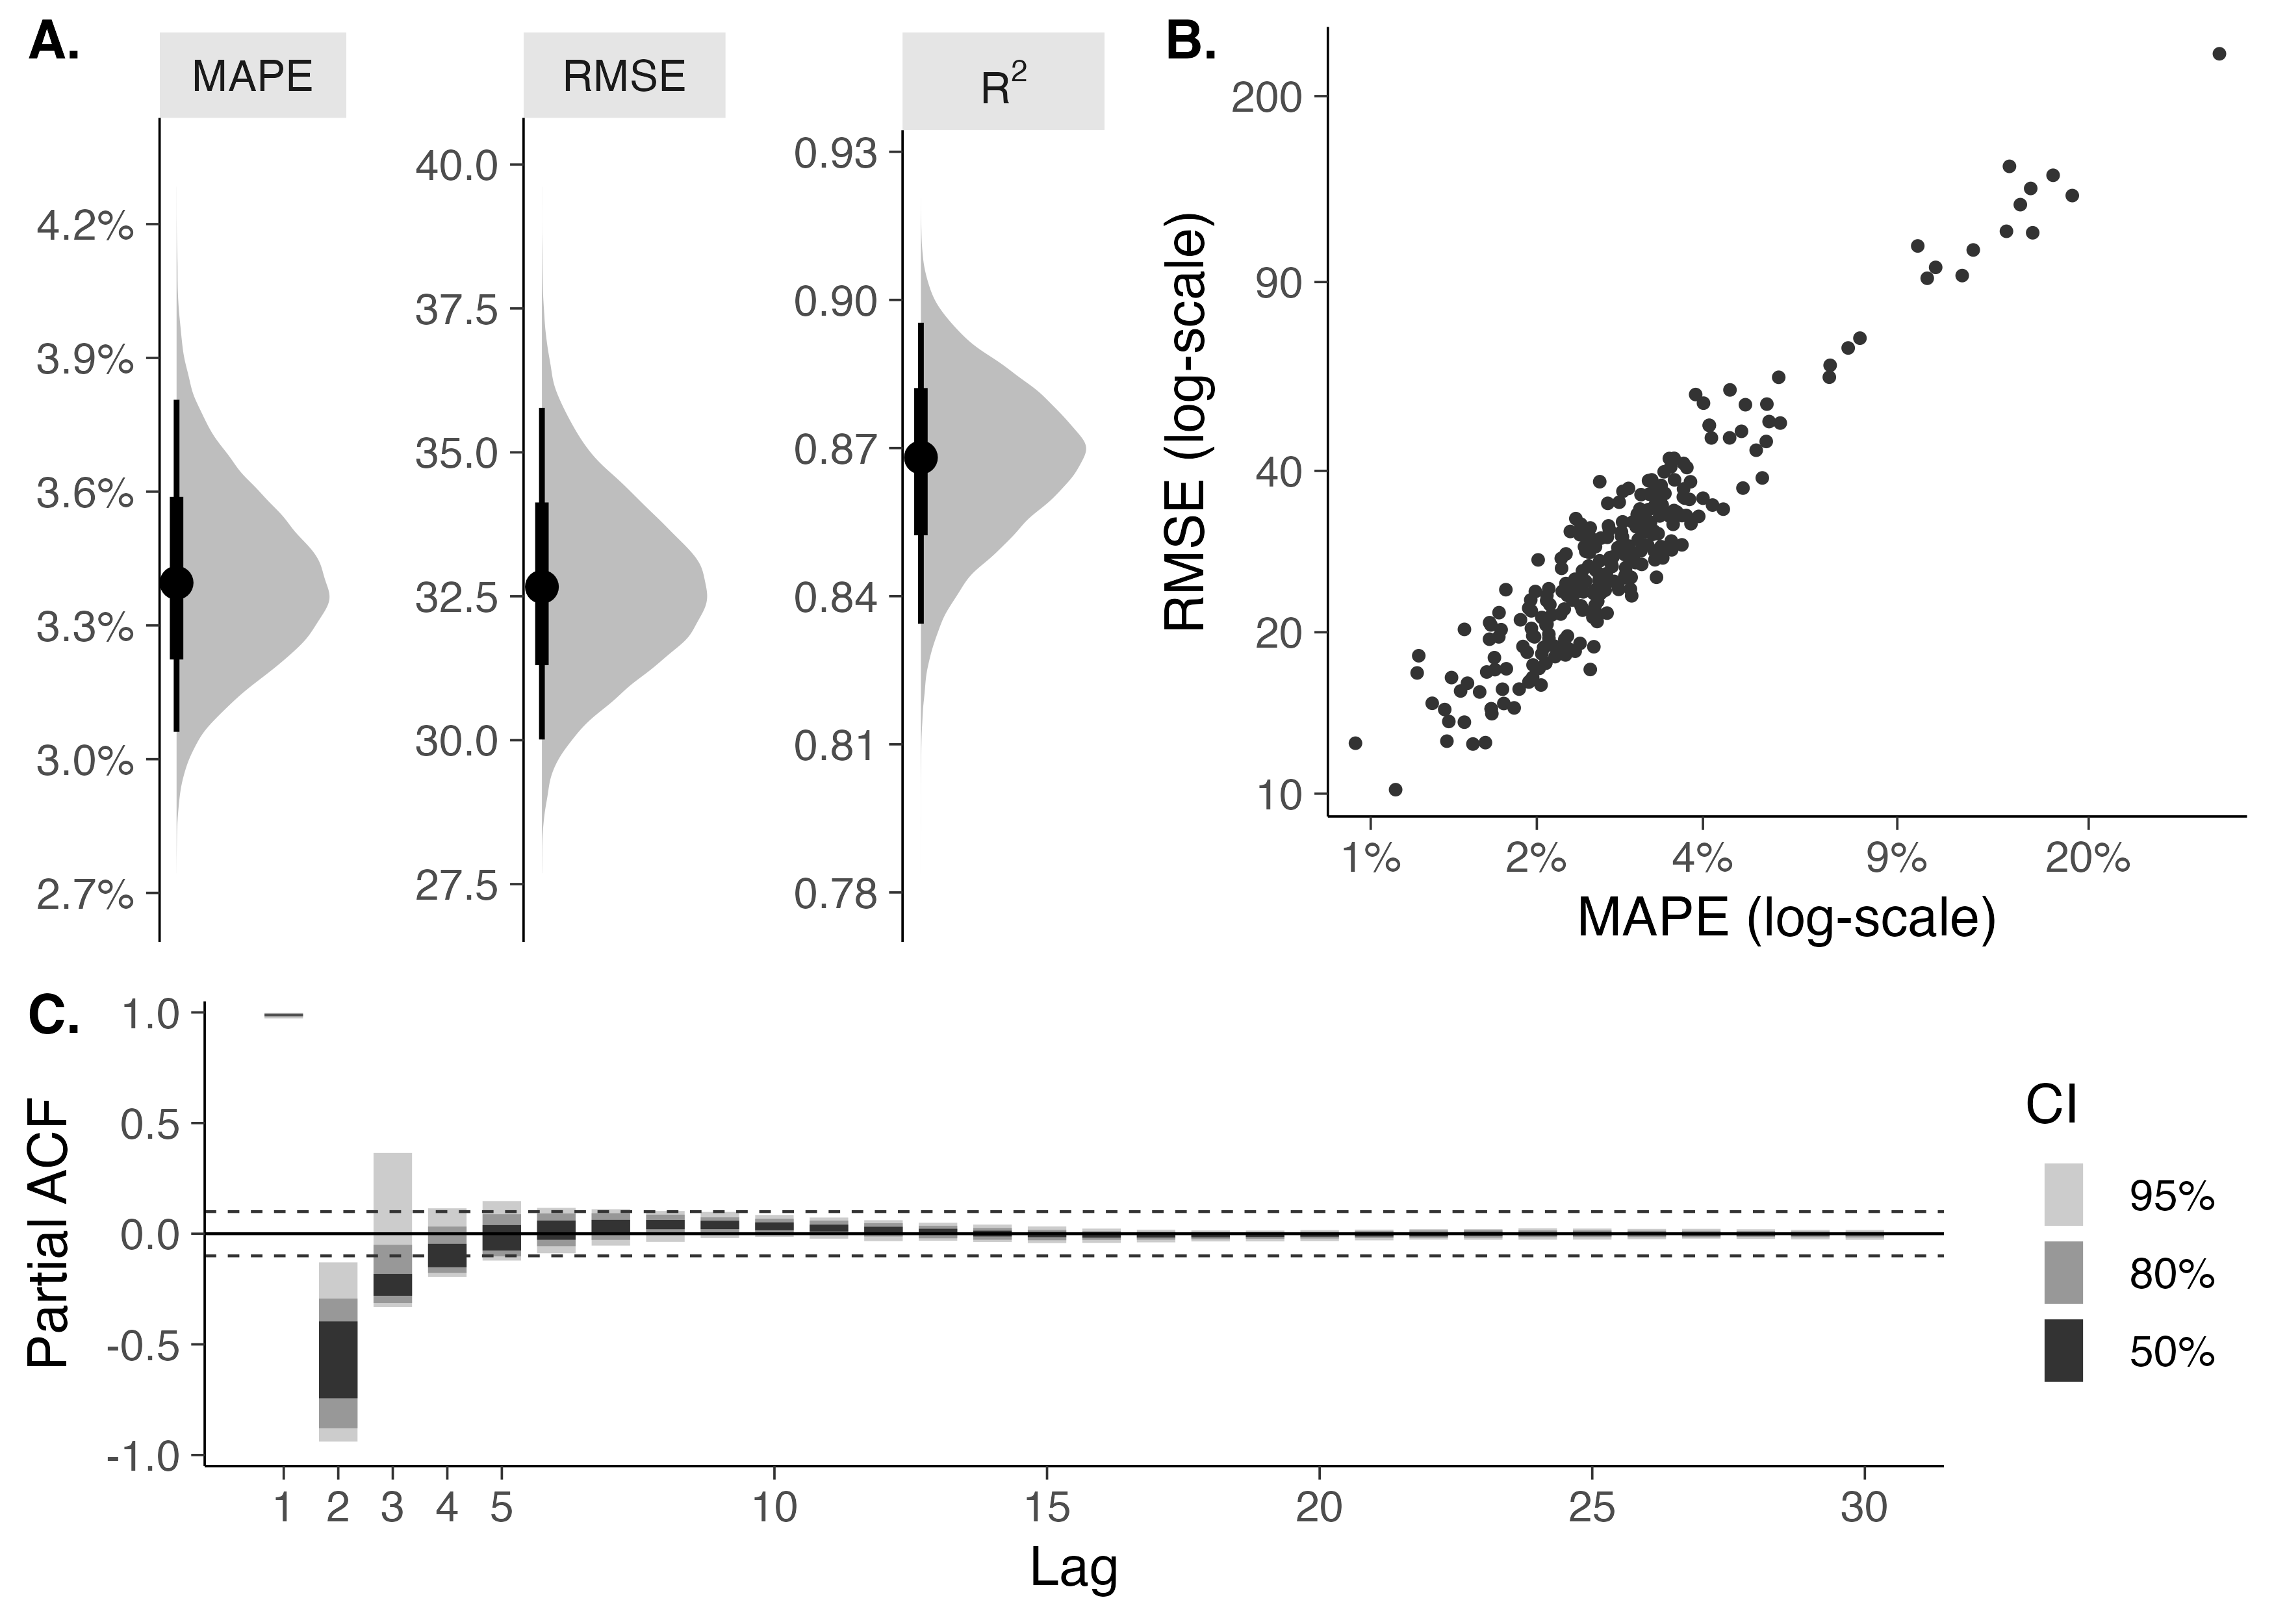 A.
MAPE
4.2%
3.9%
3.6%
3.3%
3.0%
2.7%
RMSE
40.0
37.5
35.0
32.5
30.0
27.5
R²
0.93
0.90
0.87
0.84
0.81
0.78
B.
RMSE (log-scale)
200
90
40
20
10
1% 2% 4% 9% 20%
MAPE (log-scale)
C.
Partial ACF
1.0
0.5
0.0
-0.5
-1.0
1 2 3 4 5 10 15 20 25 30
Lag
CI
95%
80%
50%